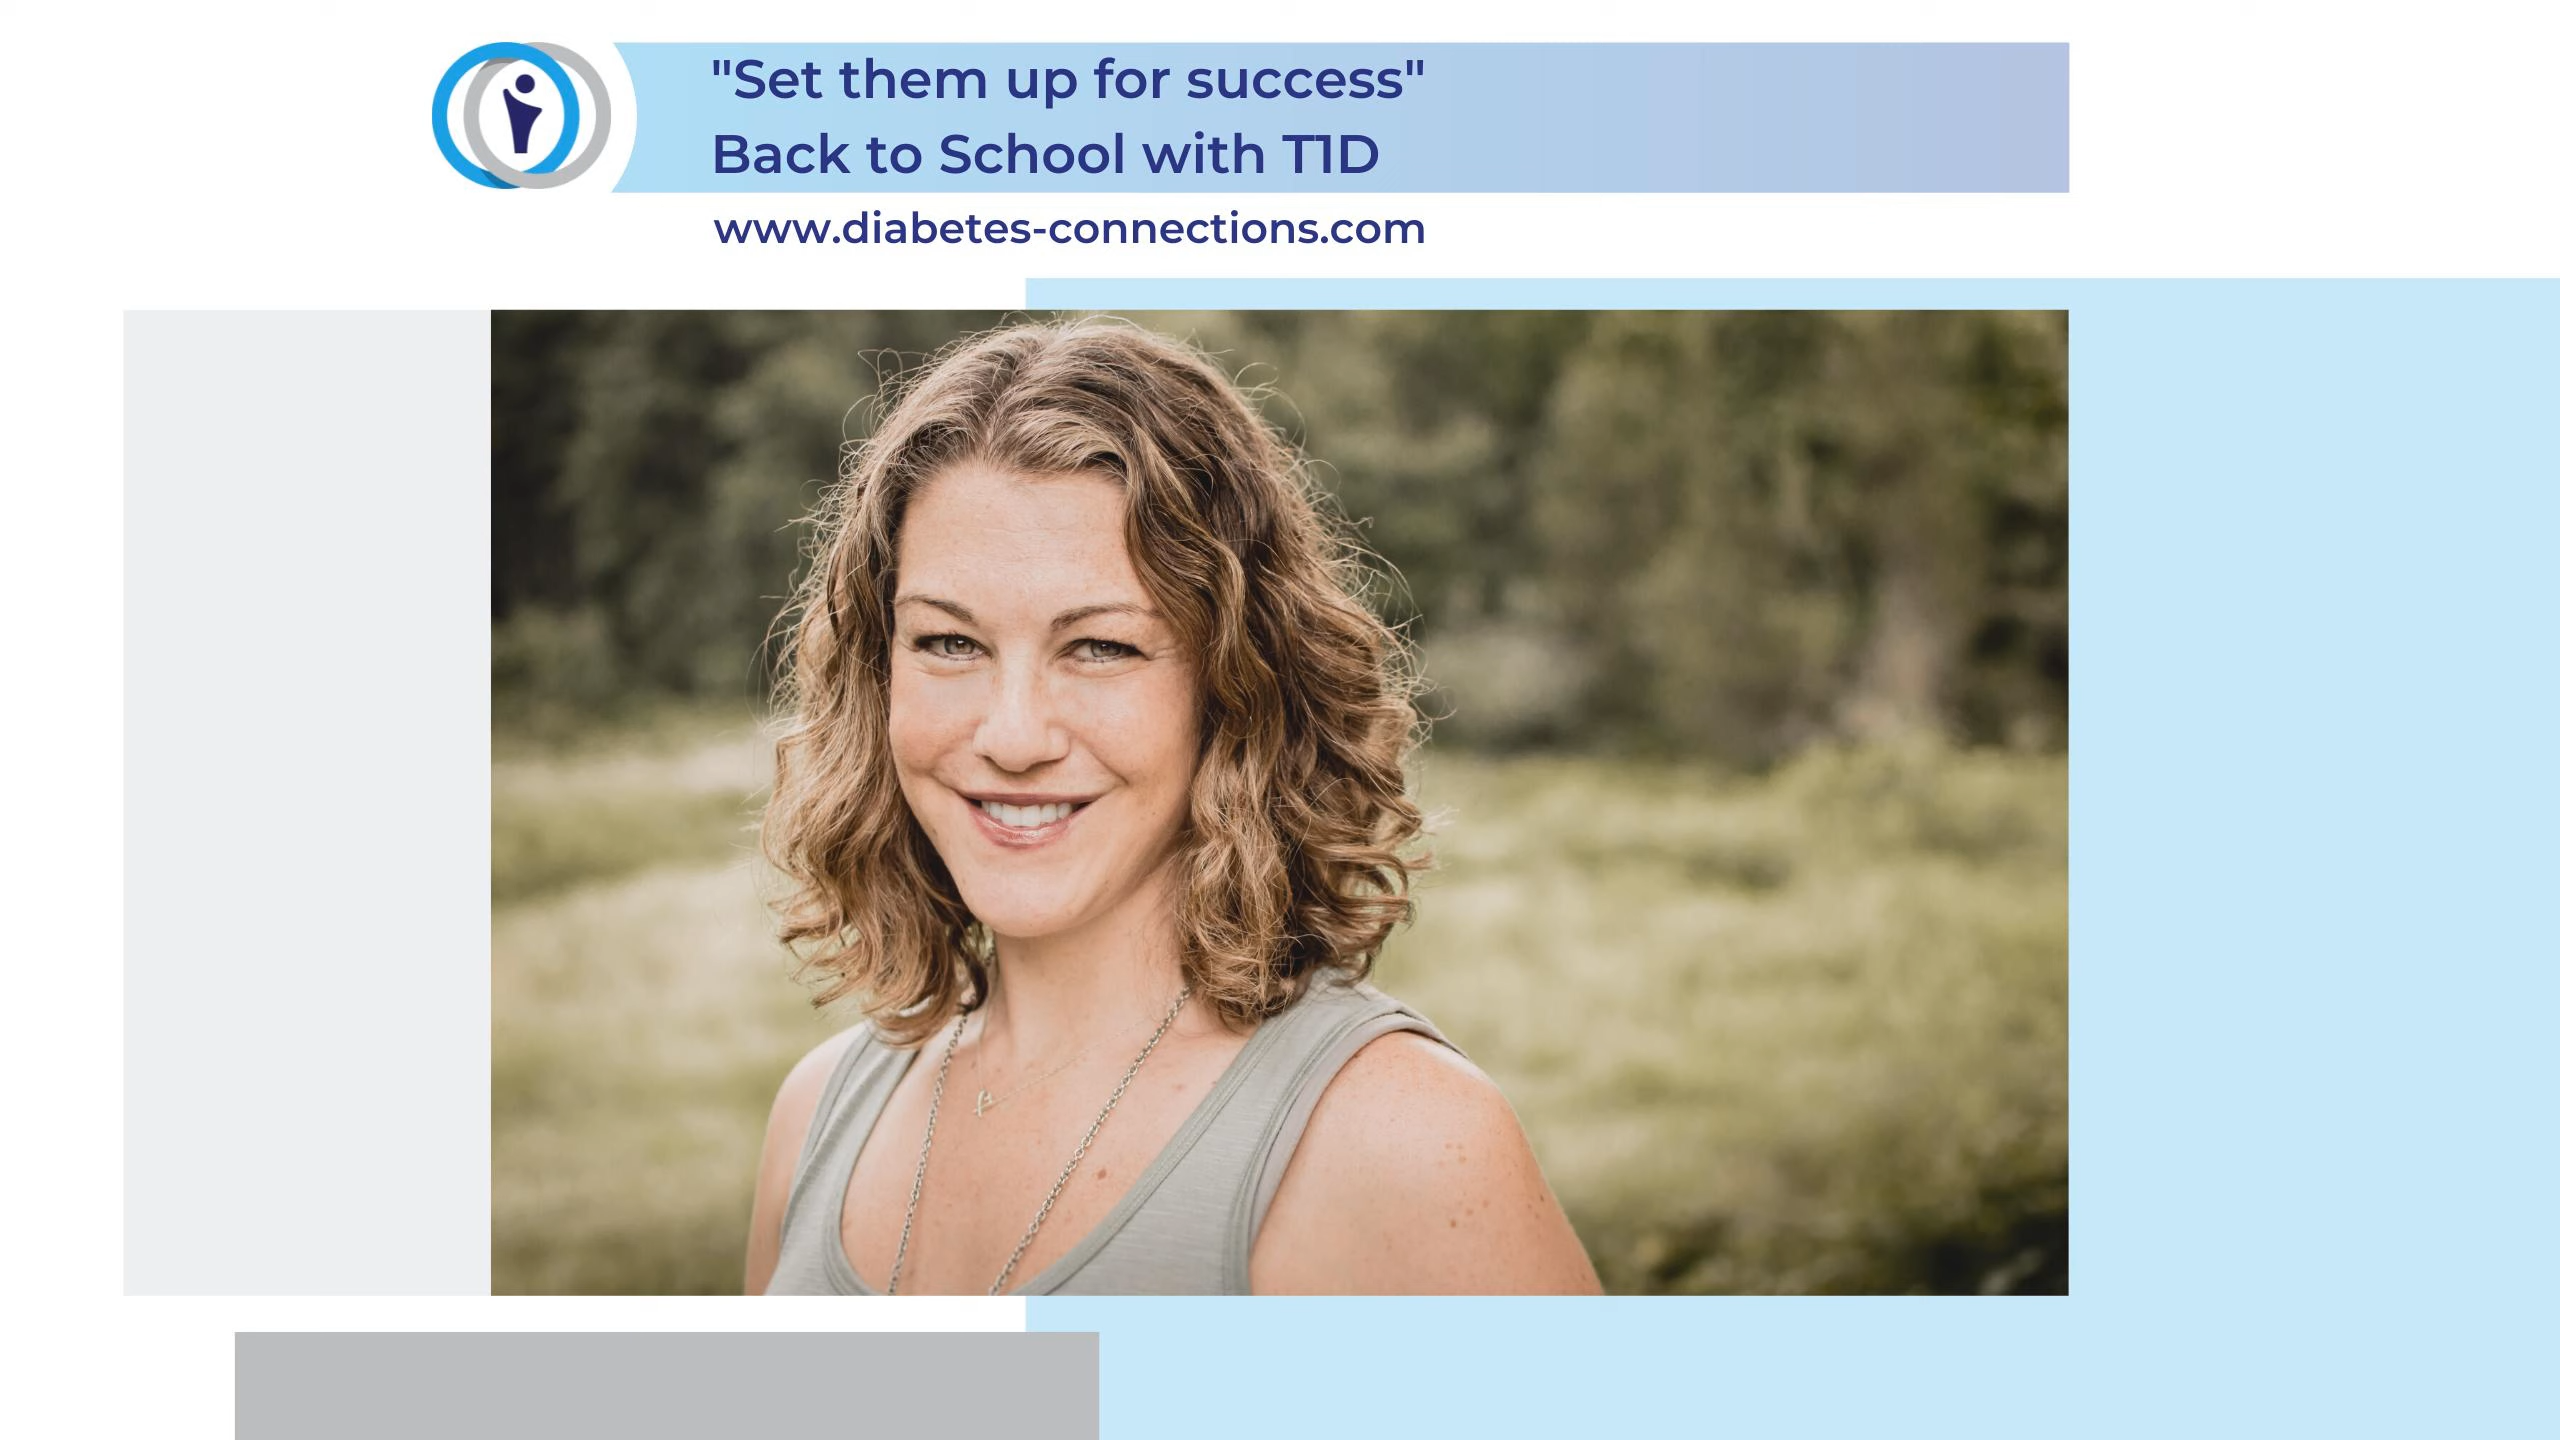 "Set them up for success"
Back to School with T1D
www.diabetes-connections.com